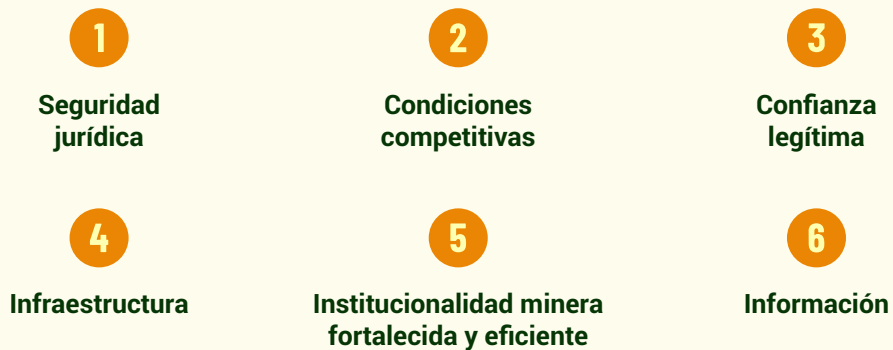 1
Seguridad
jurídica
2
Condiciones
competitivas
3
Confianza
legítima
4
Infraestructura
5
Institucionalidad minera
fortalecida y eficiente
6
Información